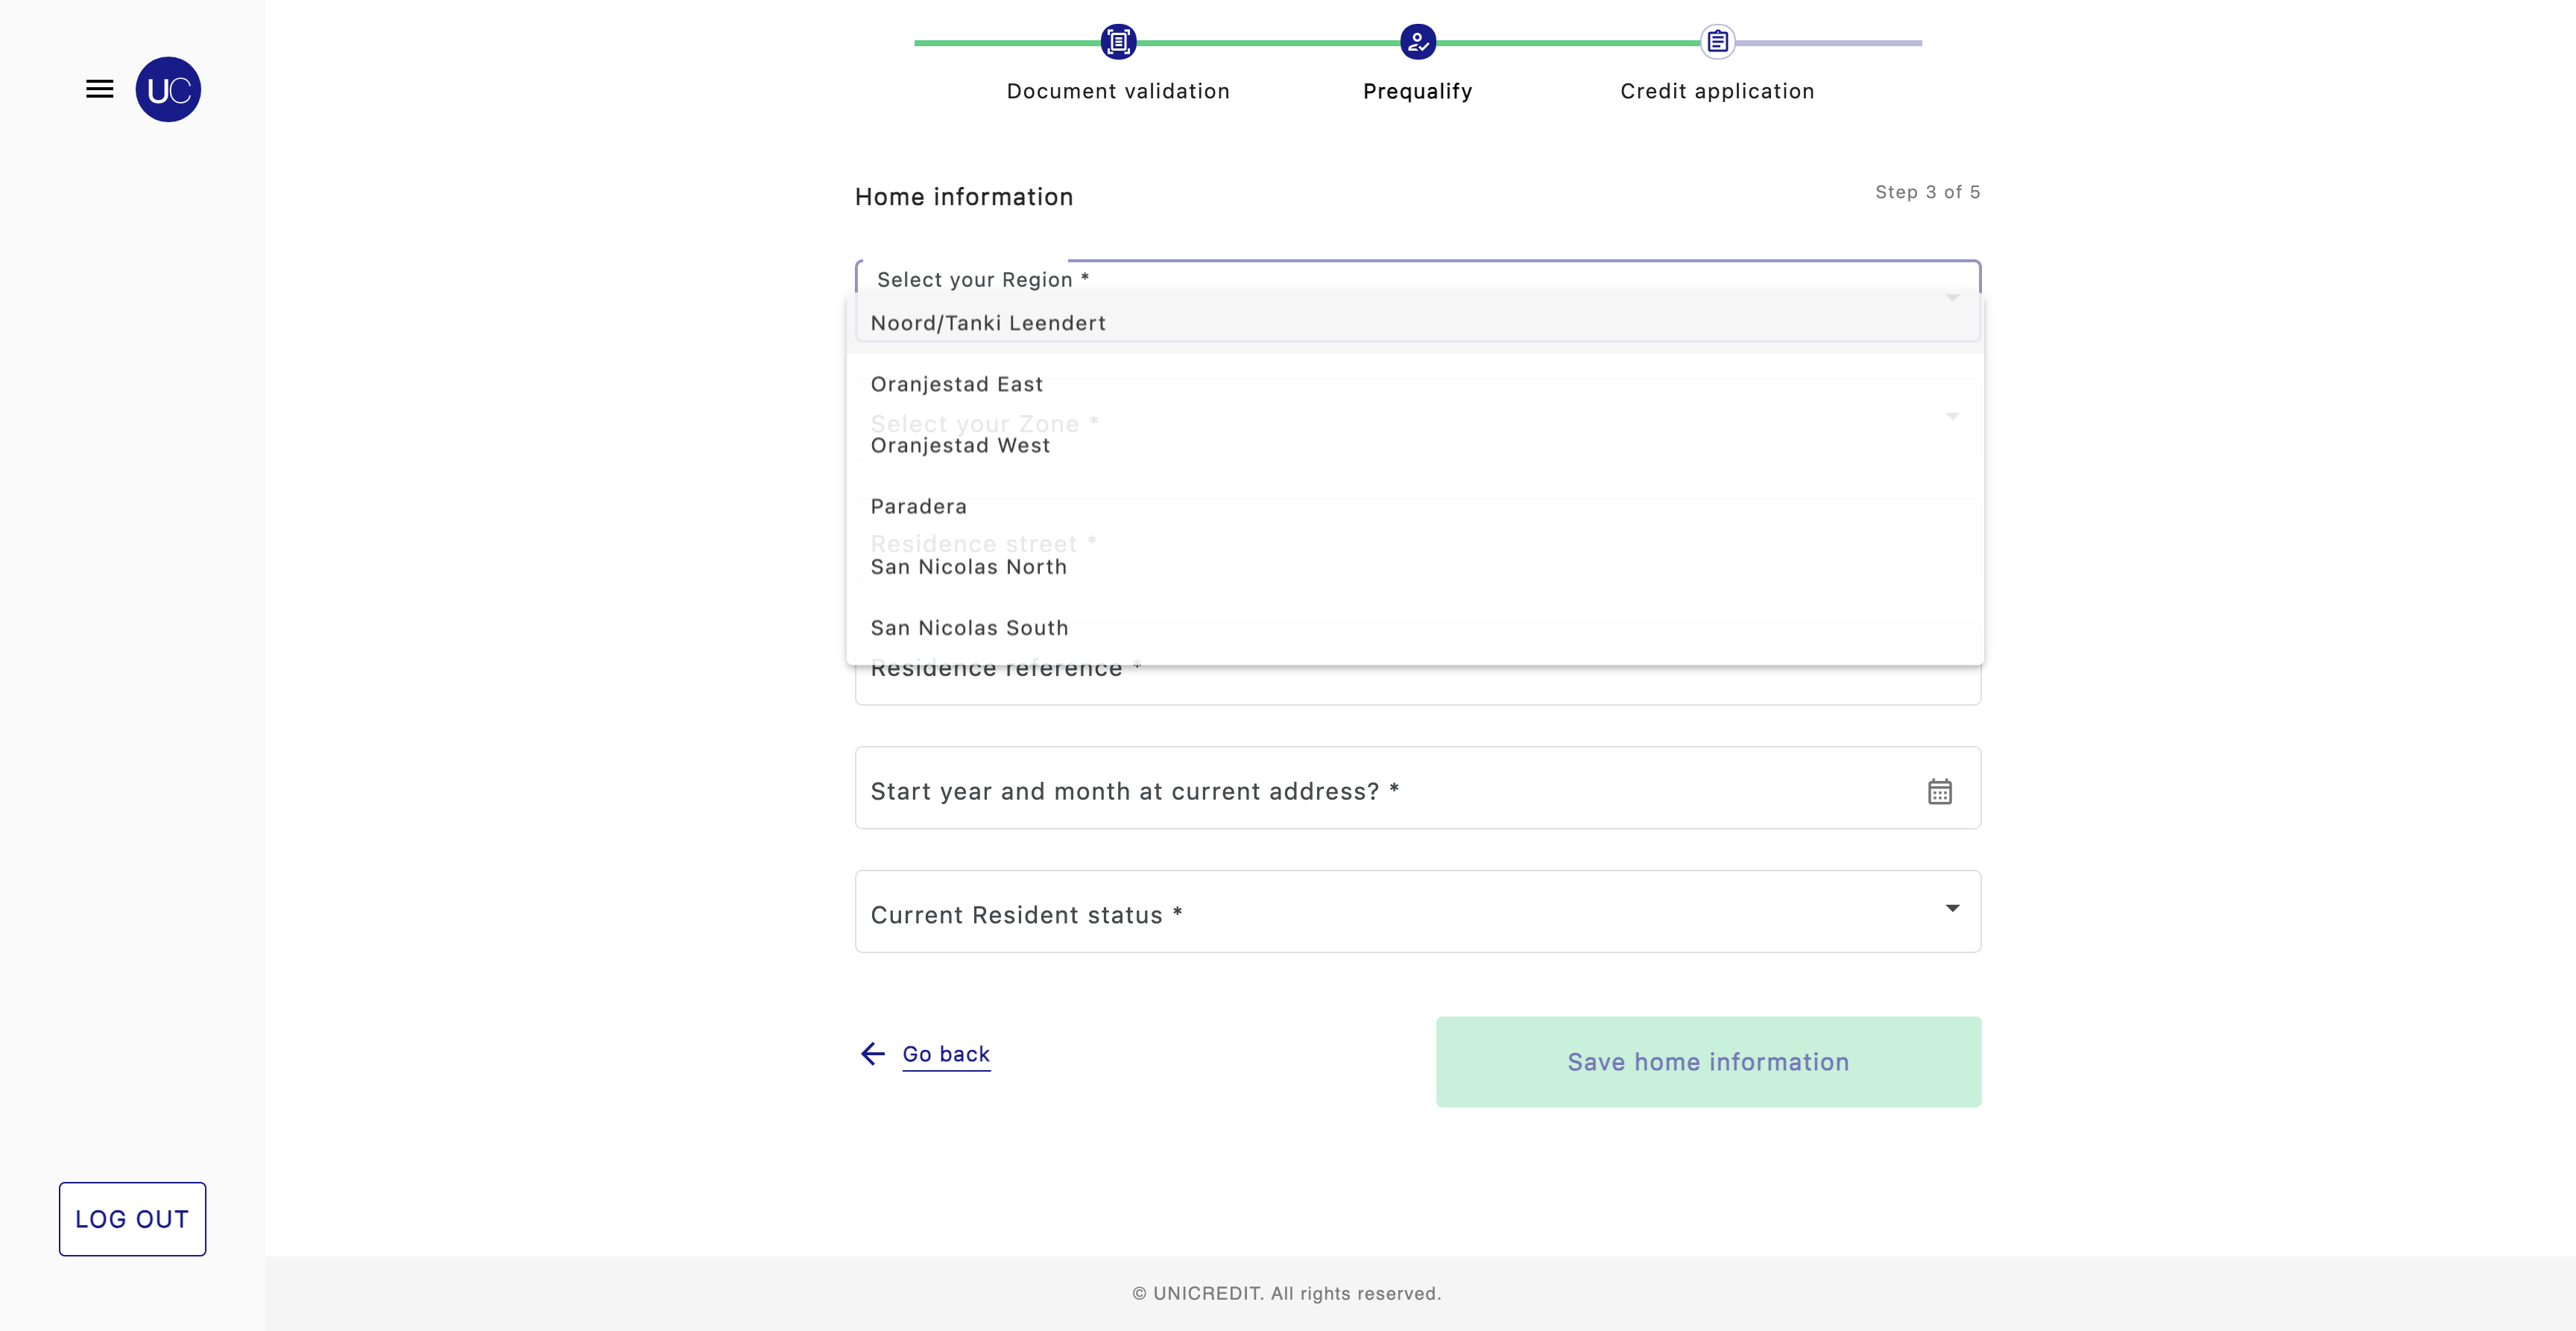 UC
Document validation
Prequalify
Credit application
Home information
Step 3 of 5
Select your Region *
Noord/Tanki Leendert
Oranjestad East
Select your Zone *
Oranjestad West
Paradera
Residence street *
San Nicolas North
San Nicolas South
Residence reference *
Start year and month at current address? *
Current Resident status *
Go back
Save home information
LOG OUT
© UNICREDIT. All rights reserved.